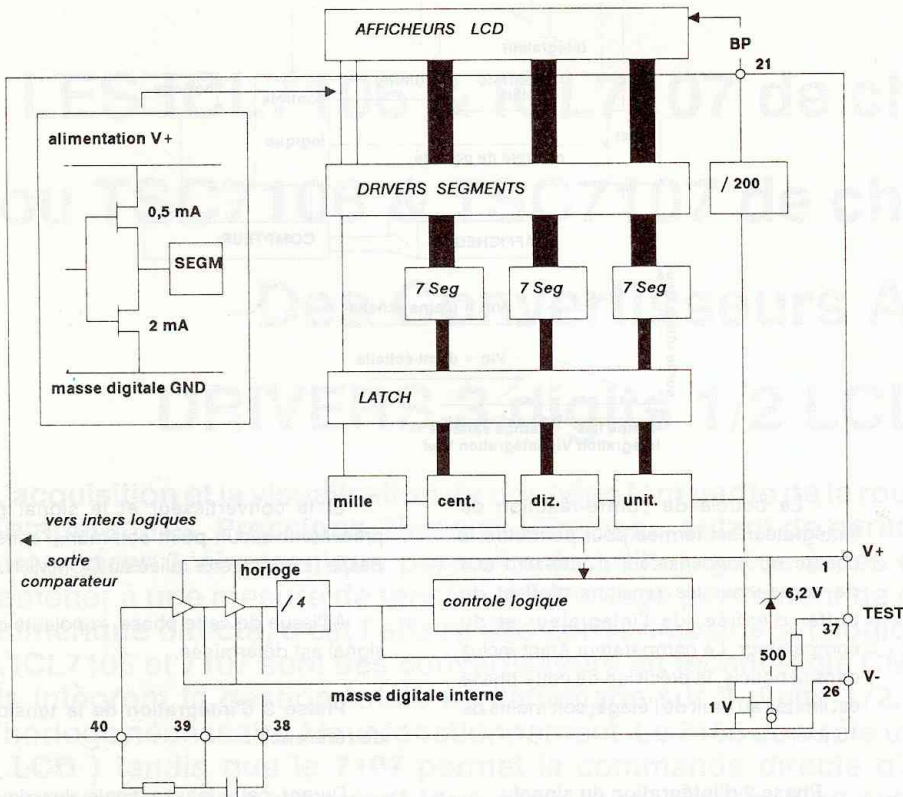 AFFICHEURS LCD
BP
21
alimentation V+
0,5 mA
SEGM
2 mA
masse digitale GND
DRIVERS SEGMENTS
/ 200
7 Seg
7 Seg
7 Seg
LATCH
mille
cent.
diz.
unit.
vers inters logiques
V+
sortie
comparateur
horloge
/ 4
controle logique
6,2 V
TEST
37
500
V-
masse digitale interne
26
1 V
40
39
38